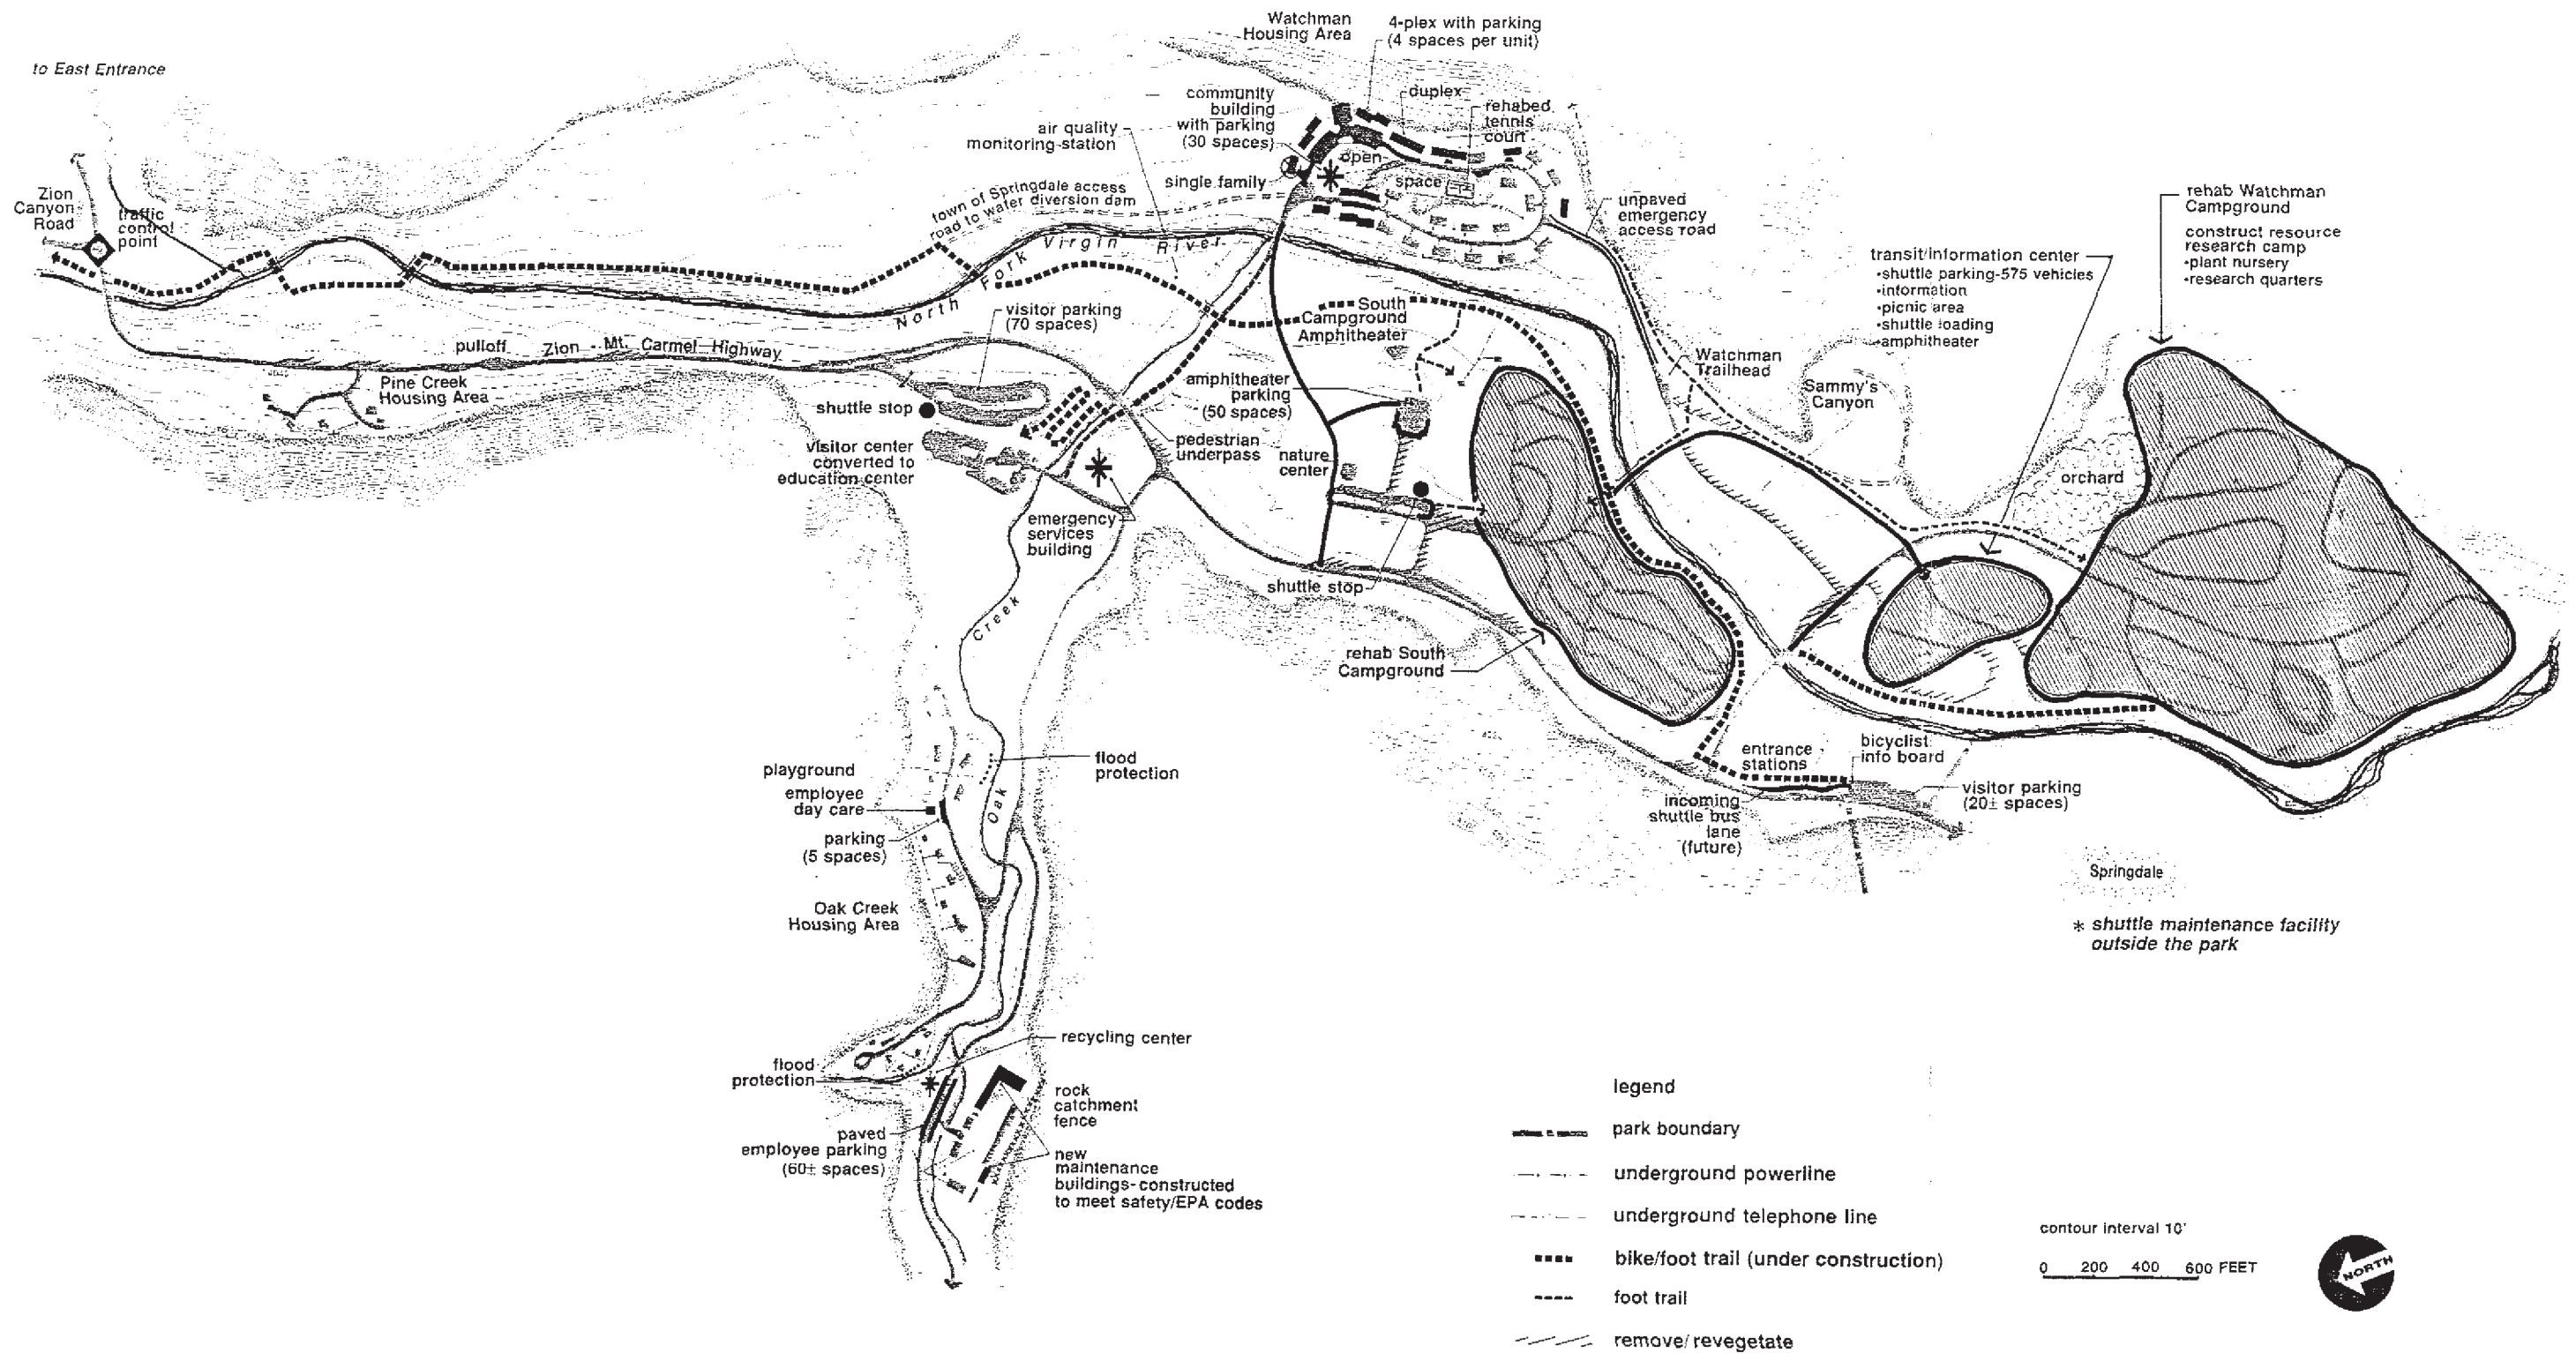 to East Entrance
Zion
Canyon
Road
traffic
control
point
Watchman
Housing Area
4-plex with parking
(4 spaces per unit)
community
building
with parking
(30 spaces)
duplex
rehabed
tennis
court
air quality
monitoring station
single family
open
space
town of Springdale access
road to water diversion dam
North Fork Virgin River
unpaved
emergency
access road
rehab Watchman
Campground
construct resource
research camp
•plant nursery
•research quarters
transit/information center
•shuttle parking-575 vehicles
•information
•picnic area
•shuttle loading
•amphitheater
visitor parking
(70 spaces)
South
Campground
Amphitheater
pulloff
Zion - Mt. Carmel Highway
Pine Creek
Housing Area
Watchman
Trailhead
Sammy's
Canyon
shuttle stop
amphitheater
parking
(50 spaces)
visitor center
converted to
education center
pedestrian
underpass
nature
center
orchard
emergency
services
building
shuttle stop
Creek
rehab South
Campground
playground
employee
day care
parking
(5 spaces)
flood
protection
Oak
entrance
stations
bicyclist
info board
incoming
shuttle bus
lane
(future)
visitor parking
(20± spaces)
Springdale
* shuttle maintenance facility
outside the park
Oak Creek
Housing Area
recycling center
flood
protection
rock
catchment
fence
paved
employee parking
(60± spaces)
new
maintenance
buildings-constructed
to meet safety/EPA codes
legend
park boundary
underground powerline
underground telephone line
bike/foot trail (under construction)
foot trail
remove/revegetate
contour interval 10'
0 200 400 600 FEET
NORTH